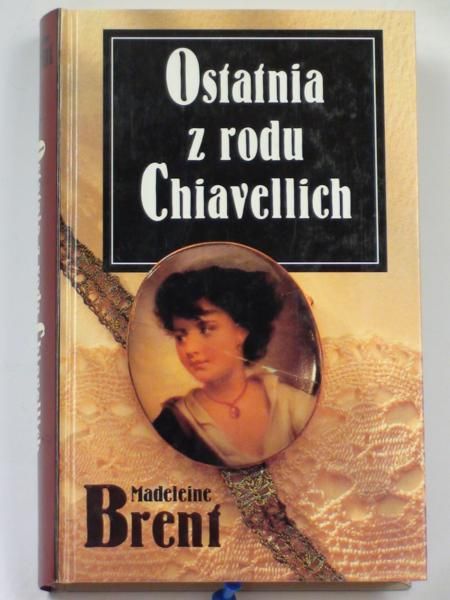 Ostatnia
z rodu
Chiavellich
Madeleine
Brent